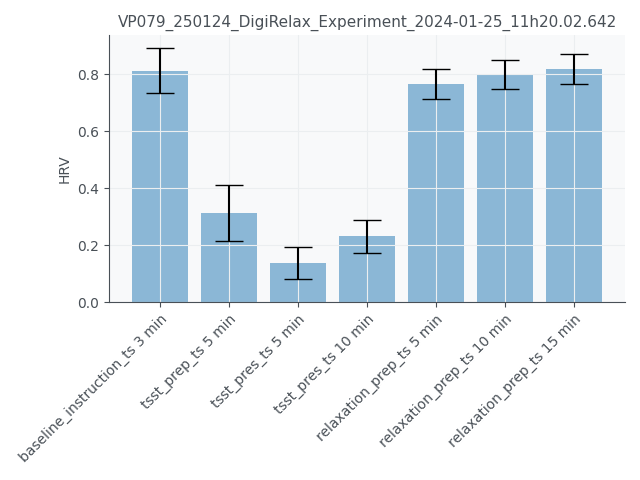 VP079_250124_DigiRelax_Experiment_2024-01-25_11h20.02.642
HRV
0.8
0.6
0.4
0.2
0.0
baseline_instruction_ts 3 min
tsst_prep_ts 5 min
tsst_pres_ts 5 min
tsst_pres_ts 10 min
relaxation_prep_ts 5 min
relaxation_prep_ts 10 min
relaxation_prep_ts 15 min